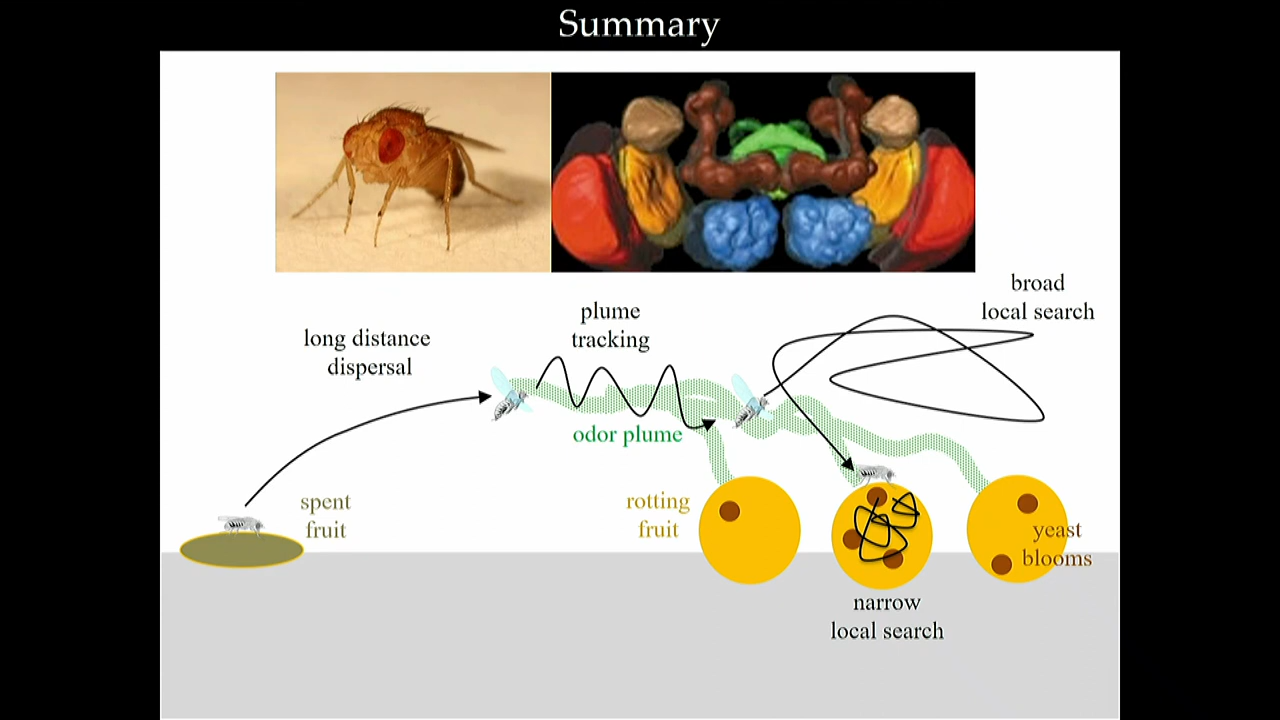 Summary
broad
local search
plume
tracking
long distance
dispersal
odor plume
spent
fruit
rotting
fruit
yeast
blooms
narrow
local search